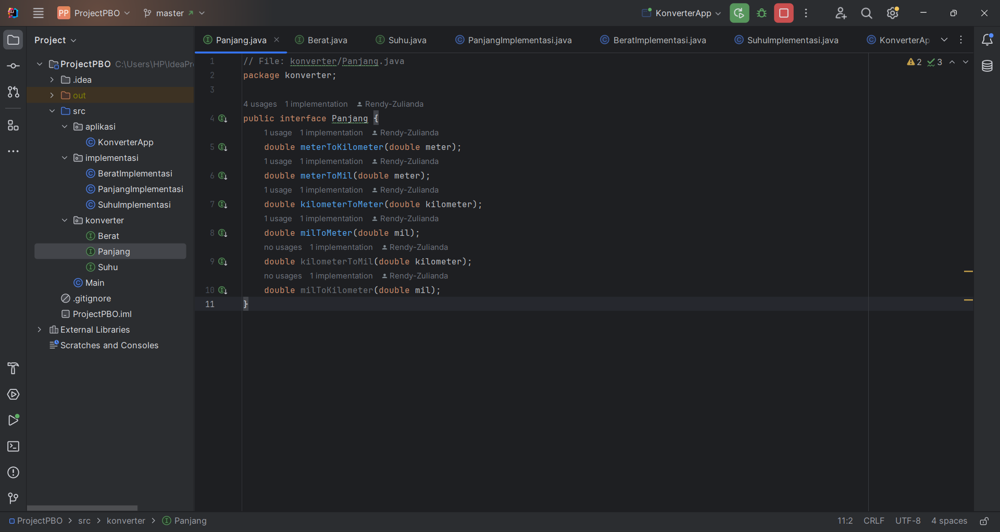 PP ProjectPBO master KonverterApp
Project
Panjang.java Berat.java Suhu.java PanjangImplementasi.java BeratImplementasi.java SuhuImplementasi.java KonverterAp
ProjectPBO C:\Users\HP\IdeaPr
.idea
out
src
aplikasi
KonverterApp
implementasi
BeratImplementasi
PanjangImplementasi
SuhuImplementasi
konverter
Berat
Panjang
Suhu
Main
.gitignore
ProjectPBO.iml
External Libraries
Scratches and Consoles
2 3
1 // File: konverter/Panjang.java
2 package konverter;
3
4 usages 1 implementation Rendy-Zulianda
4 public interface Panjang {
1 usage 1 implementation Rendy-Zulianda
5 double meterToKilometer(double meter);
1 usage 1 implementation Rendy-Zulianda
6 double meterToMil(double meter);
1 usage 1 implementation Rendy-Zulianda
7 double kilometerToMeter(double kilometer);
1 usage 1 implementation Rendy-Zulianda
8 double milToMeter(double mil);
no usages 1 implementation Rendy-Zulianda
9 double kilometerToMil(double kilometer);
no usages 1 implementation Rendy-Zulianda
10 double milToKilometer(double mil);
11 }
ProjectPBO > src > konverter > Panjang
11:2 CRLF UTF-8 4 spaces